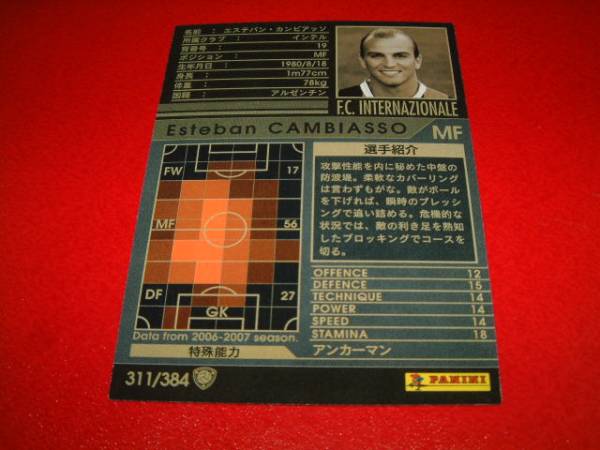 名前 : エステバン・カンビアッソ
所属クラブ : インテル
背番号 : 19
ポジション : MF
生年月日 : 1980/8/18
身長 : 1m77cm
体重 : 78kg
国籍 : アルゼンチン
F.C. INTERNAZIONALE
Esteban CAMBIASSO
MF
FW 17
MF 56
DF 27
GK
Data from 2006-2007 season.
選手紹介
攻撃性能を内に秘めた中盤の
防波堤。柔軟なカバーリング
は言わずもがな。敵がボール
を下げれば、瞬時のプレッシ
ングで追い詰める。危機的な
状況では、敵の利き足を熟知
したブロッキングでコースを
切る。
OFFENCE 12
DEFENCE 15
TECHNIQUE 14
POWER 14
SPEED 14
STAMINA 18
特殊能力 アンカーマン
311/384
PANINI